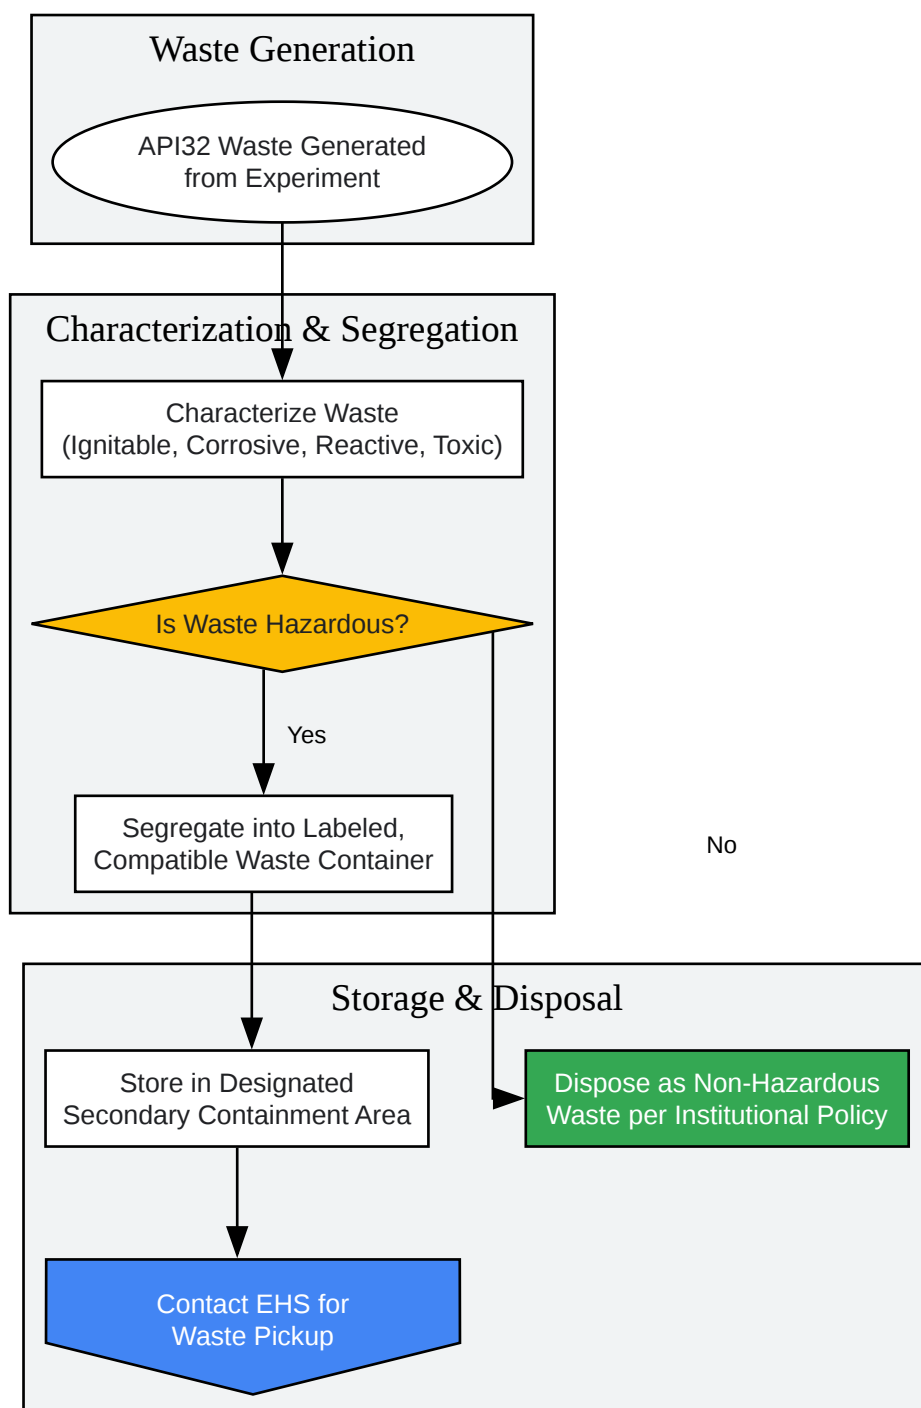 Waste Generation
API32 Waste Generated
from Experiment
Characterization & Segregation
Characterize Waste
(Ignitable, Corrosive, Reactive, Toxic)
Is Waste Hazardous?
Yes
Segregate into Labeled,
Compatible Waste Container
No
Storage & Disposal
Store in Designated
Secondary Containment Area
Dispose as Non-Hazardous
Waste per Institutional Policy
Contact EHS for
Waste Pickup